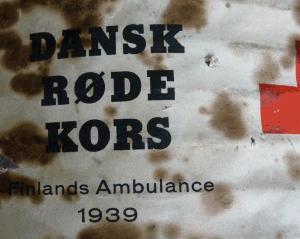 DANSK
RØDE
KORS
Finlands Ambulance
1939